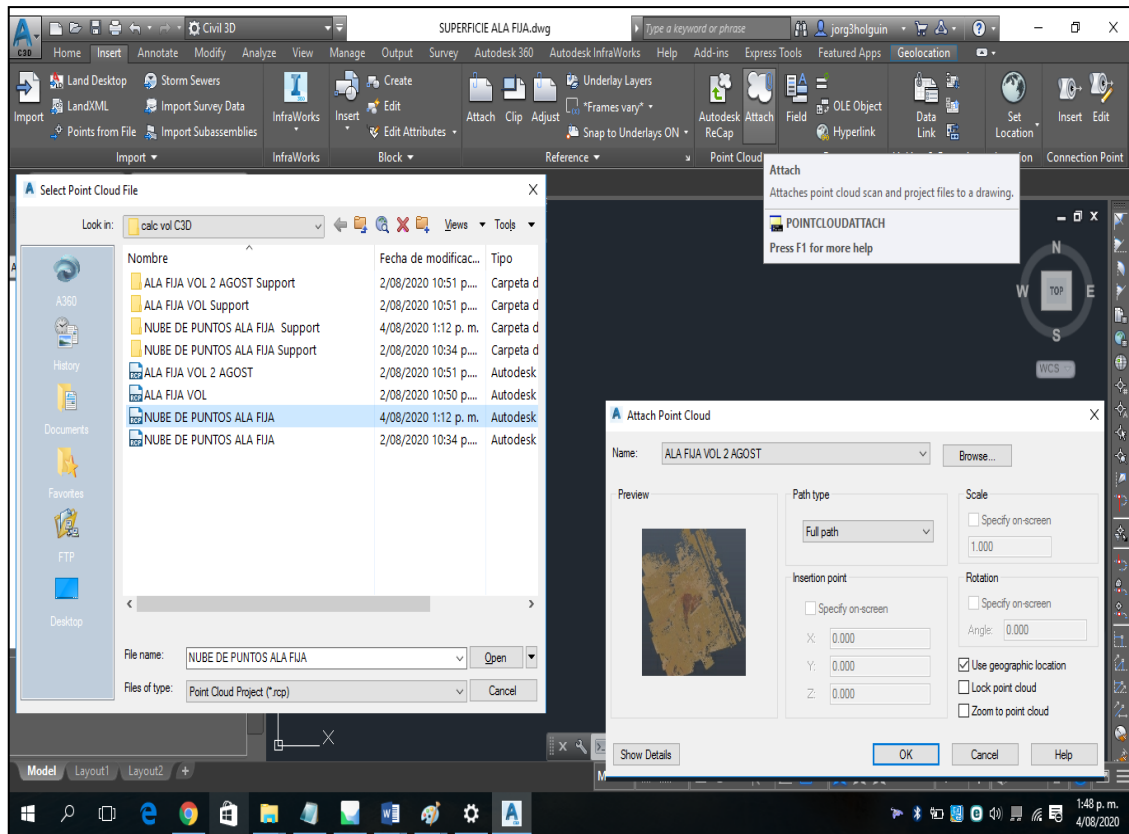 Civil 3D SUPERFICIE ALA FIJA.dwg Type a keyword or phrase jorg3holguin
C3D Home Insert Annotate Modify Analyze View Manage Output Survey Autodesk 360 Autodesk InfraWorks Help Add-ins Express Tools Featured Apps Geolocation
Land Desktop Storm Sewers Create Underlay Layers
LandXML Import Survey Data Edit *Frames vary* OLE Object
Import InfraWorks Insert Attach Clip Adjust Autodesk ReCap Attach Field Data Link Set Location Insert Edit
Points from File Import Subassemblies Edit Attributes Snap to Underlays ON Hyperlink
Import InfraWorks Block Reference Point Cloud Connection Point
Attach
Attaches point cloud scan and project files to a drawing.
POINTCLOUDATTACH
Press F1 for more help
Select Point Cloud File
Look in: calc vol C3D Views Tools
Nombre Fecha de modificac... Tipo
ALA FIJA VOL 2 AGOST Support 2/08/2020 10:51 p.... Carpeta d
ALA FIJA VOL Support 2/08/2020 10:51 p.... Carpeta d
NUBE DE PUNTOS ALA FIJA Support 4/08/2020 1:12 p. m. Carpeta d
NUBE DE PUNTOS ALA FIJA Support 2/08/2020 10:34 p.... Carpeta d
ALA FIJA VOL 2 AGOST 2/08/2020 10:51 p.... Autodesk
ALA FIJA VOL 2/08/2020 10:50 p.... Autodesk
NUBE DE PUNTOS ALA FIJA 4/08/2020 1:12 p. m. Autodesk
NUBE DE PUNTOS ALA FIJA 2/08/2020 10:34 p.... Autodesk
A360
History
Documents
Favorites
FTP
Desktop
File name: NUBE DE PUNTOS ALA FIJA Open
Files of type: Point Cloud Project (*.rcp) Cancel
N
W TOP E
S
WCS
Attach Point Cloud
Name: ALA FIJA VOL 2 AGOST Browse...
Preview Path type Scale
Full path Specify on-screen
1.000
Insertion point Rotation
Specify on-screen Specify on-screen
X: 0.000 Angle: 0.000
Y: 0.000 Use geographic location
Z: 0.000 Lock point cloud
Zoom to point cloud
Show Details OK Cancel Help
X
Model Layout1 Layout2 +
1:48 p. m.
4/08/2020